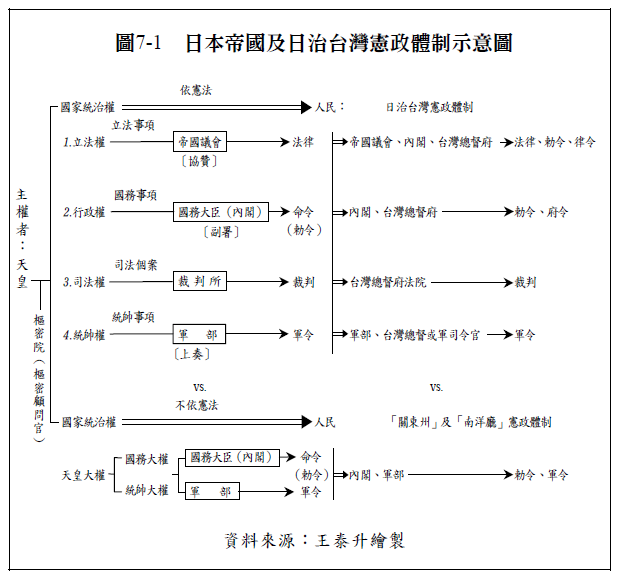 圖7-1 日本帝國及日治台灣憲政體制示意圖
主權者：天皇
樞密院（樞密顧問官）
依憲法
國家統治權 人民： 日治台灣憲政體制
立法事項
1.立法權 帝國議會 法律 帝國議會、內閣、台灣總督府 法律、勅令、律令
〔協贊〕
國務事項
2.行政權 國務大臣（內閣） 命令 內閣、台灣總督府 勅令、府令
〔副署〕 (勅令)
司法個案
3.司法權 裁判所 裁判 台灣總督府法院 裁判
統帥事項
4.統帥權 軍部 軍令 軍部、台灣總督或軍司令官 軍令
〔上奏〕
vs. vs.
不依憲法
國家統治權 人民 「關東州」及「南洋廳」憲政體制
天皇大權
國務大權 國務大臣（內閣） 命令
(勅令) 內閣、軍部 勅令、軍令
統帥大權 軍部 軍令
資料來源：王泰升繪製